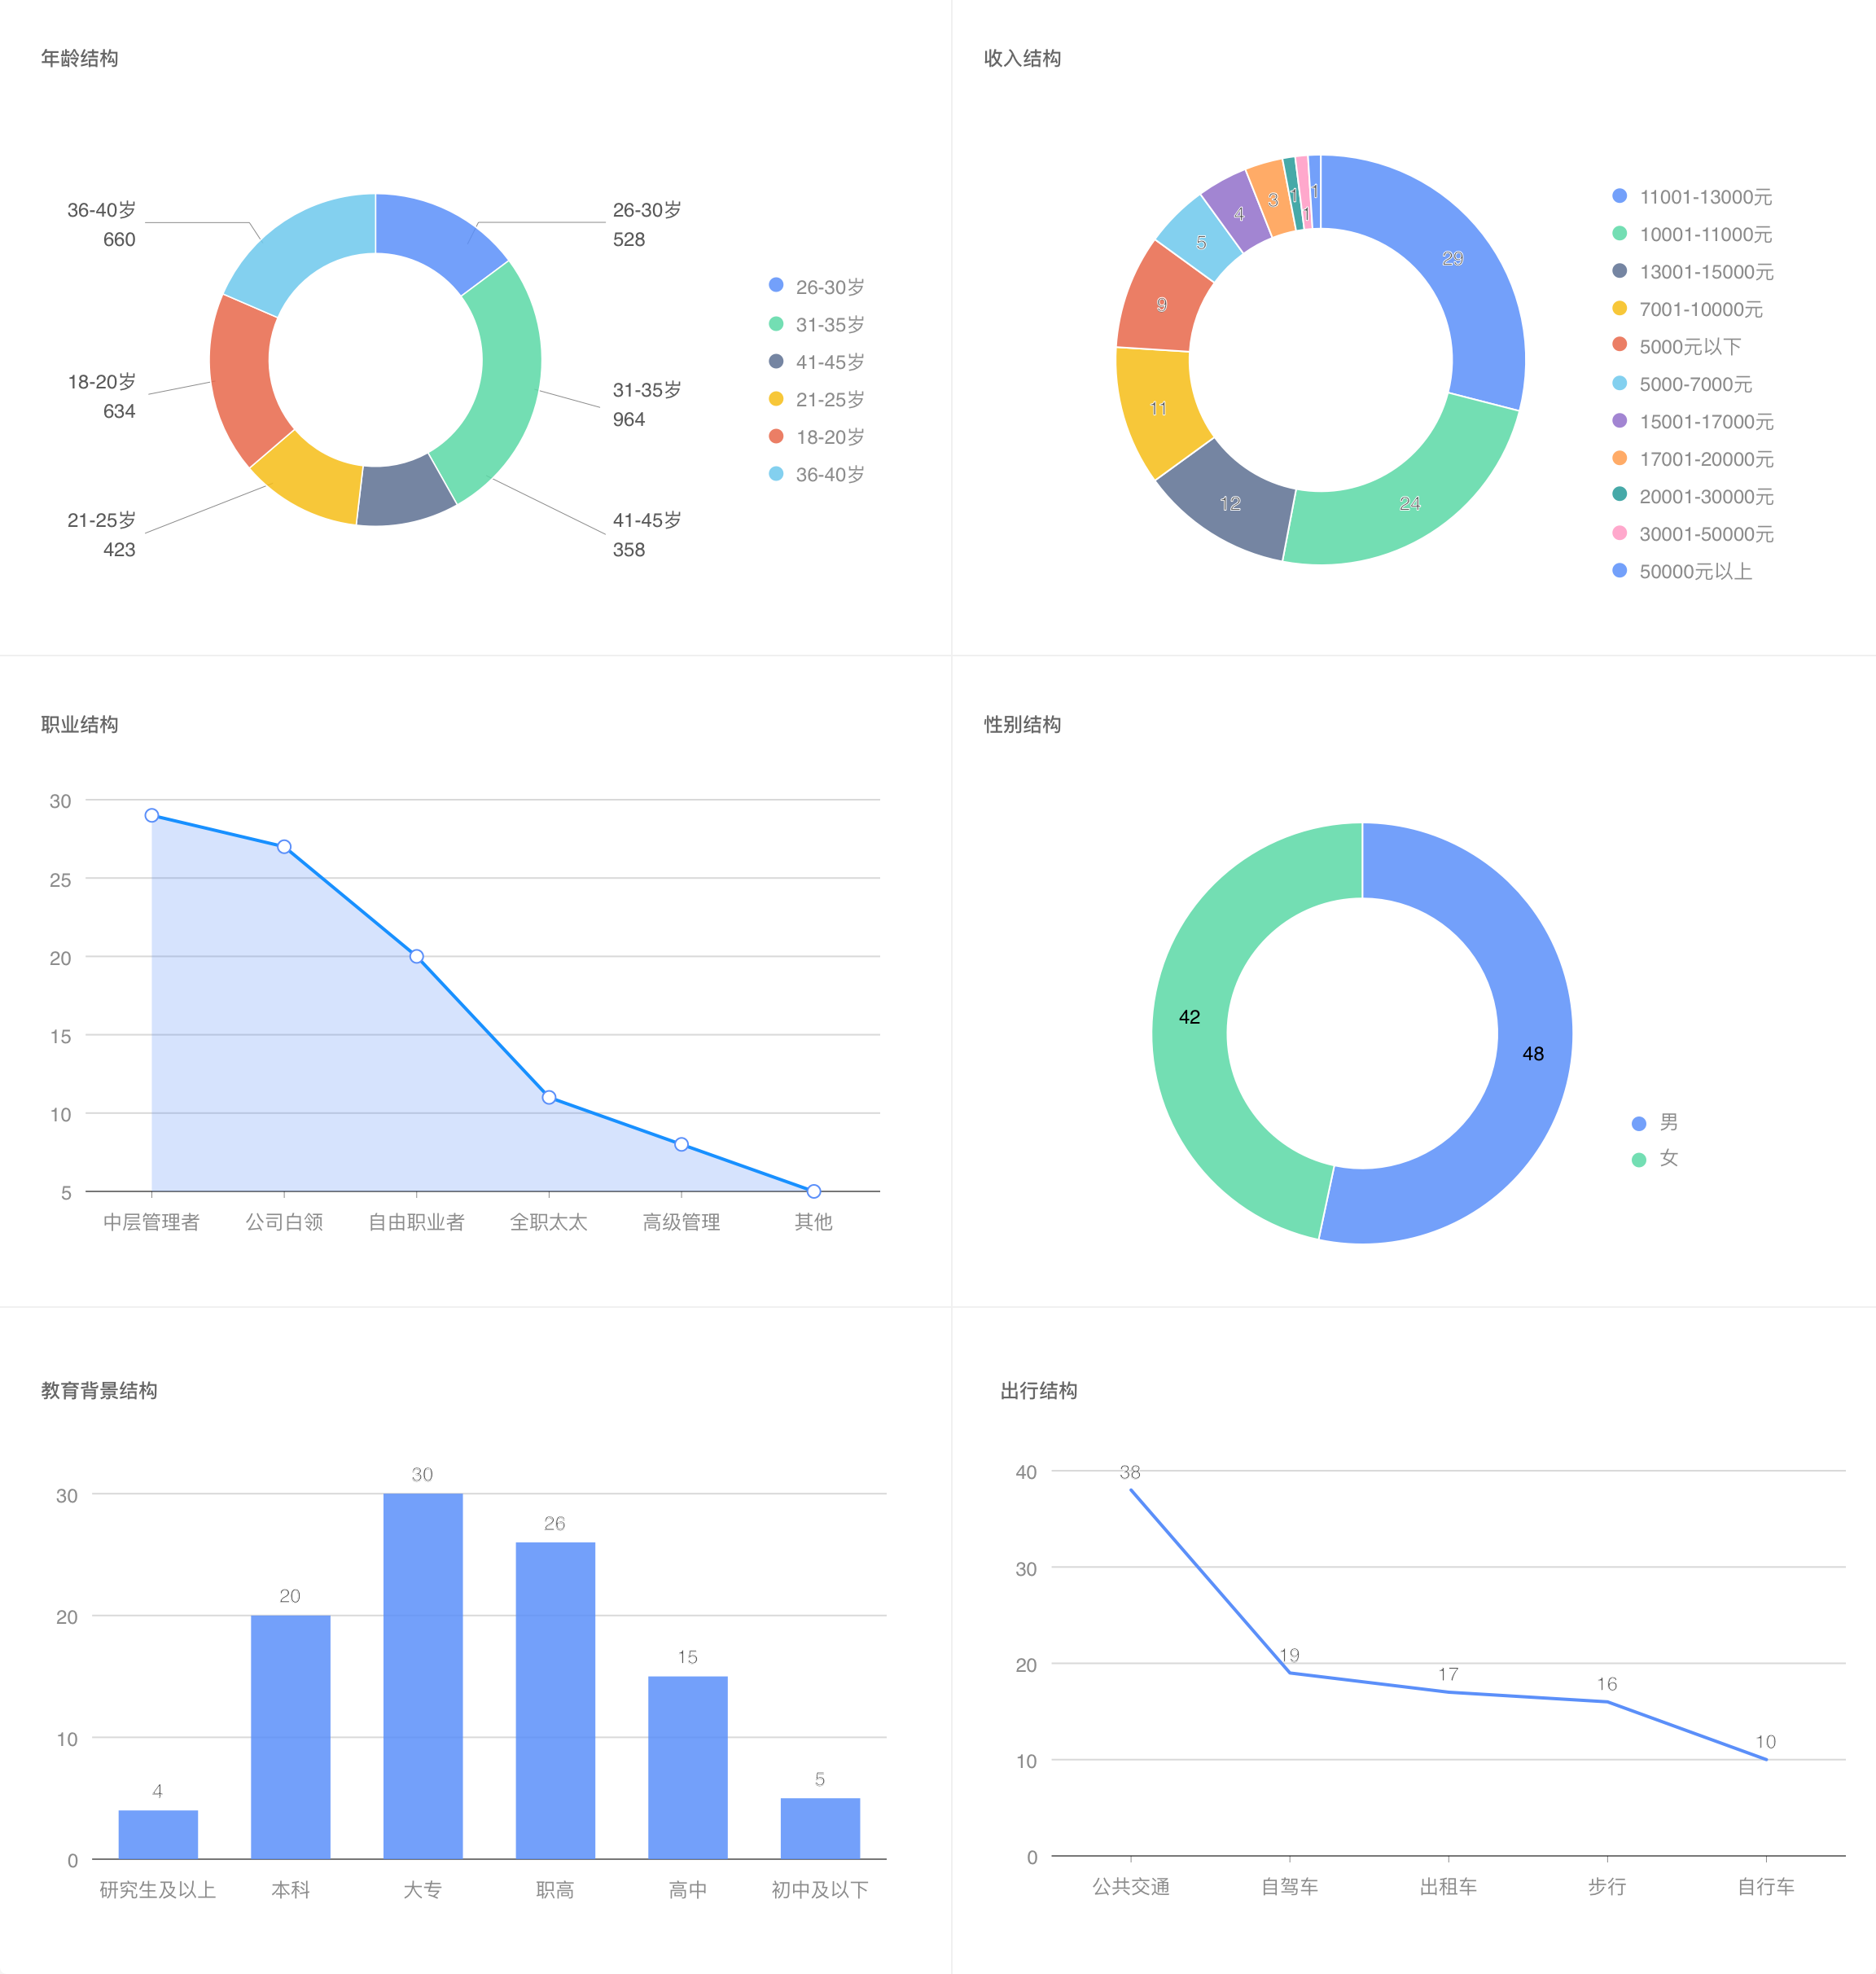 年龄结构
36-40岁
660
26-30岁
528
18-20岁
634
31-35岁
964
21-25岁
423
41-45岁
358
26-30岁
31-35岁
41-45岁
21-25岁
18-20岁
36-40岁
收入结构
29
24
12
11
9
5
4
3
1
1
1
11001-13000元
10001-11000元
13001-15000元
7001-10000元
5000元以下
5000-7000元
15001-17000元
17001-20000元
20001-30000元
30001-50000元
50000元以上
职业结构
30
25
20
15
10
5
中层管理者
公司白领
自由职业者
全职太太
高级管理
其他
性别结构
42
48
男
女
教育背景结构
30
20
10
0
4
20
30
26
15
5
研究生及以上
本科
大专
职高
高中
初中及以下
出行结构
40
30
20
10
0
38
19
17
16
10
公共交通
自驾车
出租车
步行
自行车